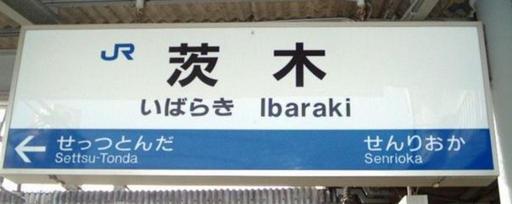 JR 茨木
いばらき Ibaraki
← せっつとんだ せんりおか
Settsu-Tonda Senrioka